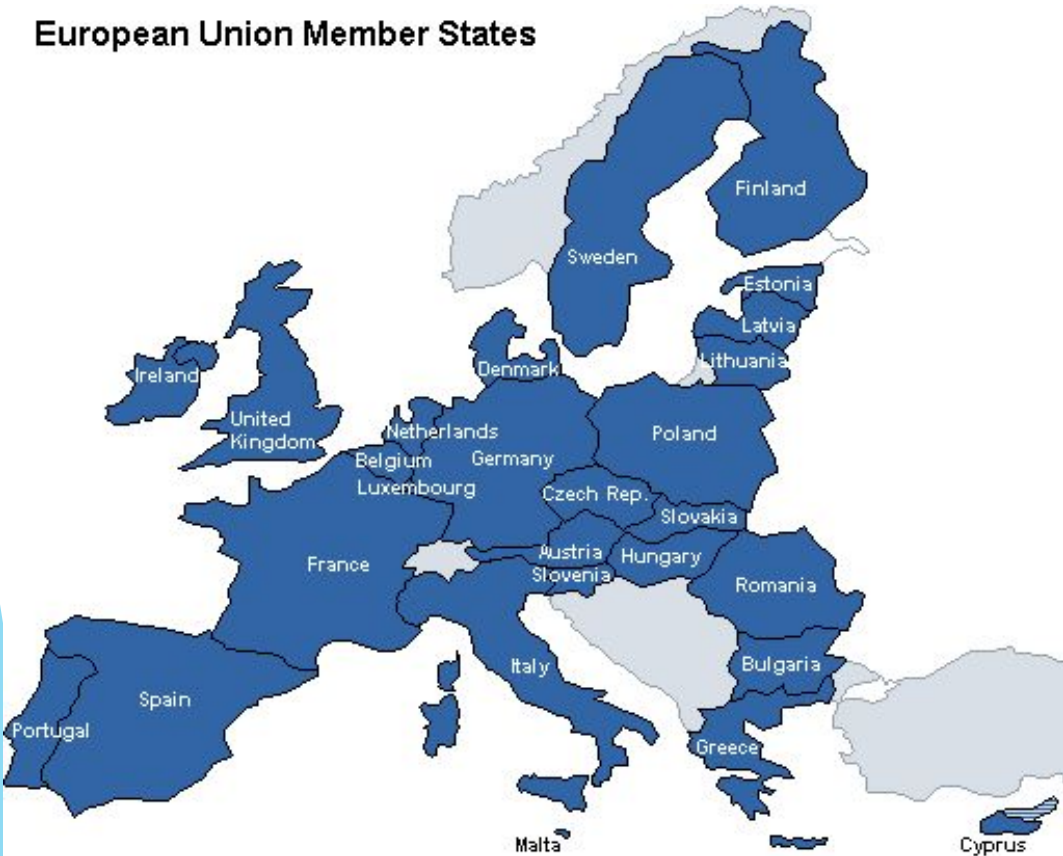 European Union Member States
Finland
Sweden
Estonia
Latvia
Lithuania
Denmark
Ireland
United
Kingdom
Netherlands
Poland
Belgium
Germany
Luxembourg
Czech Rep.
Slovakia
France
Austria
Hungary
Slovenia
Romania
Italy
Bulgaria
Spain
Portugal
Greece
Malta
Cyprus